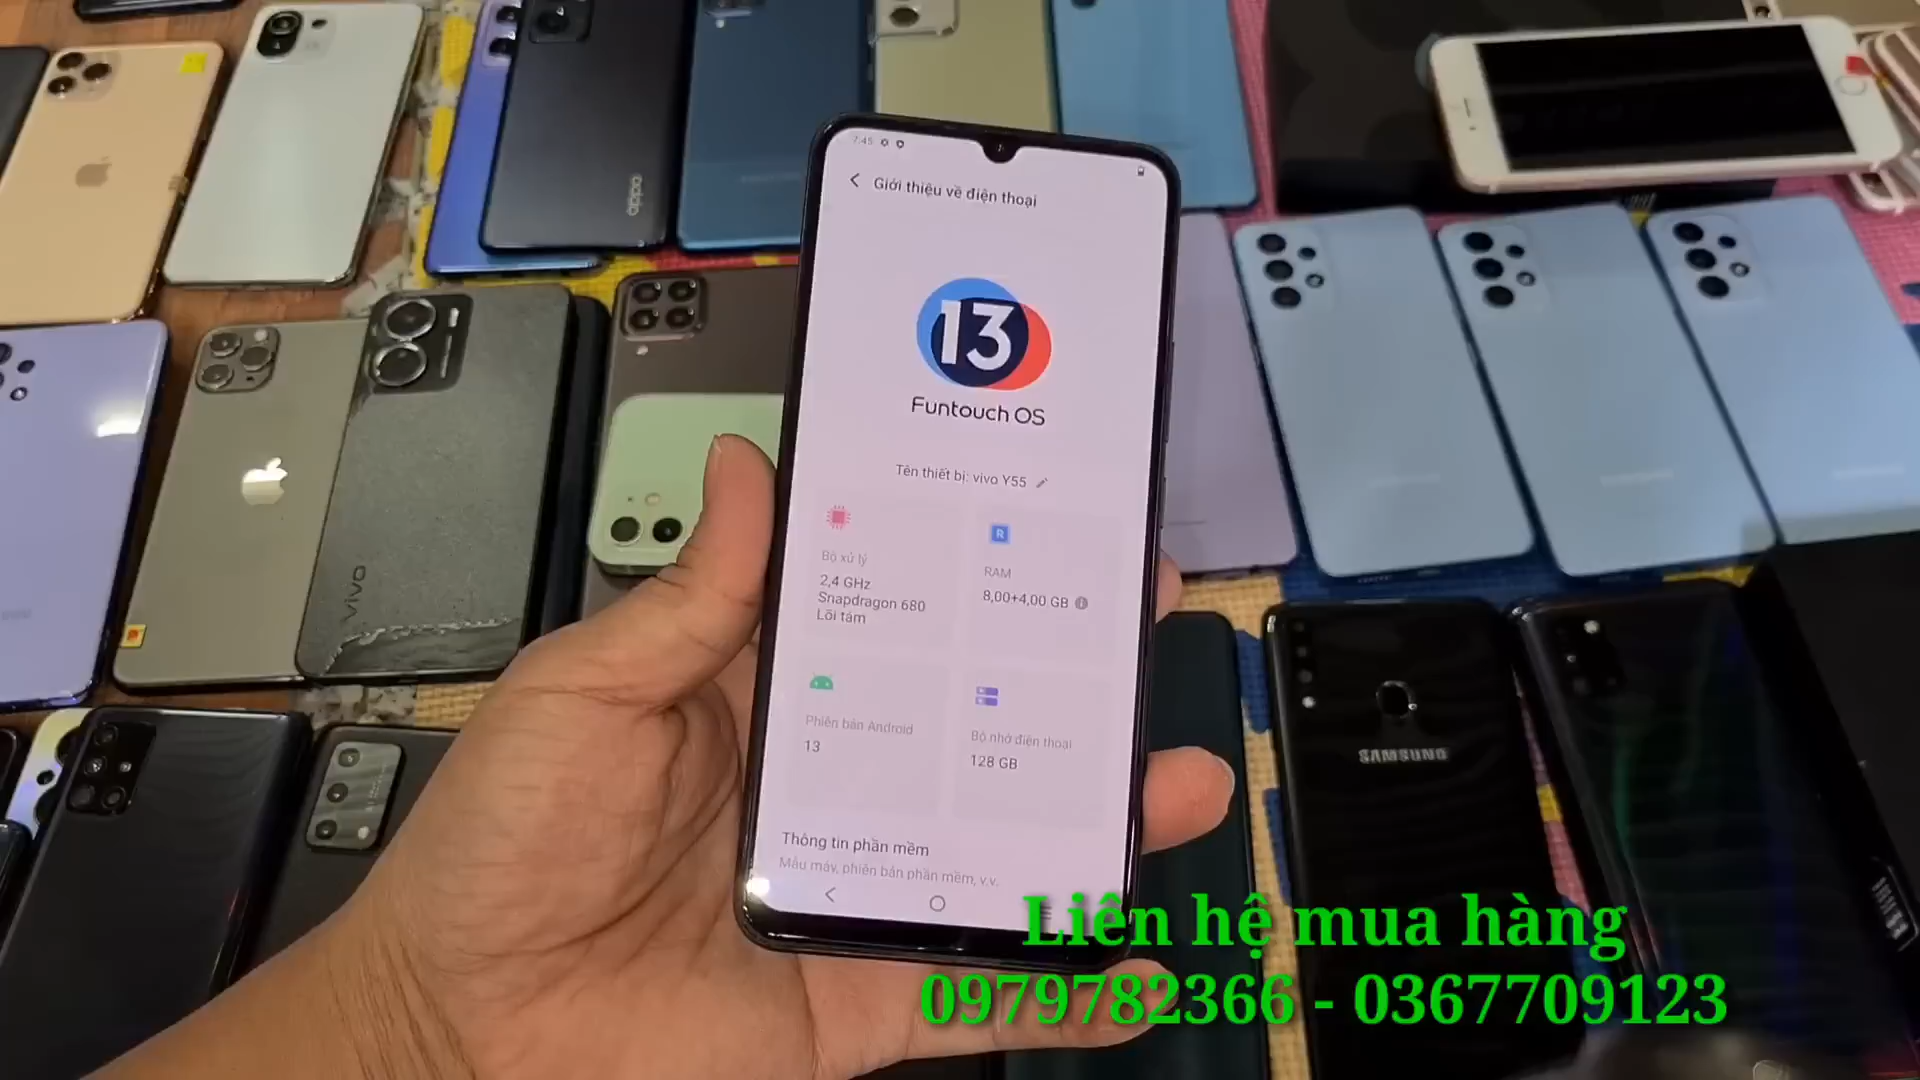 oppo
7:45
Giới thiệu về điện thoại
13
Funtouch OS
Tên thiết bị: vivo Y55
Bộ xử lý
2,4 GHz
Snapdragon 680
Lõi tám
R
RAM
8,00+4,00 GB
Phiên bản Android
13
Bộ nhớ điện thoại
128 GB
Thông tin phần mềm
Mẫu máy, phiên bản phần mềm, v.v.
vivo
SAMSUNG
Liên hệ mua hàng
0979782366 - 0367709123